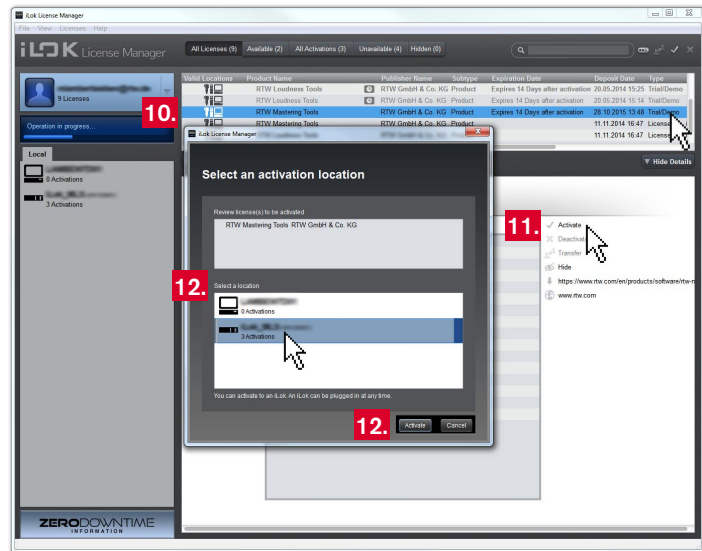 iLok License Manager
File View Licenses Help
iLOK License Manager
All Licenses (9) Available (2) All Activations (3) Unavailable (4) Hidden (0)
9 Licenses
10.
Operation in progress...
Local
0 Activations
3 Activations
Valid Locations Product Name Publisher Name Subtype Expiration Date Deposit Date Type
RTW Loudness Tools RTW GmbH & Co. KG Product Expires 14 Days after activation 20.05.2014 15:25 Trial/Demo
RTW Loudness Tools RTW GmbH & Co. KG Product Expires 14 Days after activation 20.05.2014 15:14 Trial/Demo
RTW Mastering Tools RTW GmbH & Co. KG Product Expires 14 Days after activation 28.10.2015 13:48 Trial/Demo
RTW Mastering Tools RTW GmbH & Co. KG Product 11.11.2014 16:47 License
11.11.2014 16:47 License
Hide Details
iLok License Manager
Select an activation location
Review license(s) to be activated
RTW Mastering Tools RTW GmbH & Co. KG
12.
Select a location
0 Activations
3 Activations
You can activate to an iLok. An iLok can be plugged in at any time.
12.
Activate Cancel
11.
Activate
Deactivate
Transfer
Hide
https://www.rtw.com/en/products/software/rtw-m
www.rtw.com
ZERODOWNTIME
INFORMATION